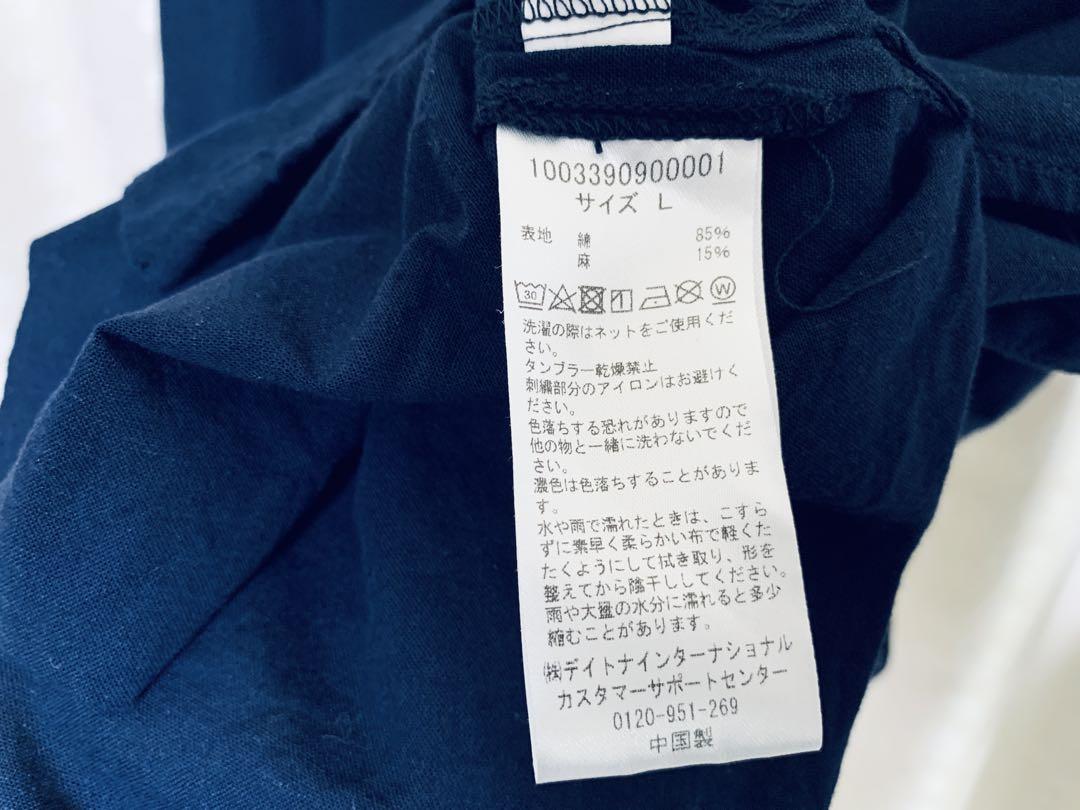 1003390900001
サイズ L
表地 綿 85%
麻 15%
30
W
洗濯の際はネットをご使用くだ
さい。
タンブラー乾燥禁止
刺繍部分のアイロンはお避けく
ださい。
色落ちする恐れがありますので
他の物と一緒に洗わないでくだ
さい。
濃色は色落ちすることがありま
す。
水や雨で濡れたときは、こすら
ずに素早く柔らかい布で軽くた
たくようにして拭き取り、形を
整えてから陰干ししてください。
雨や大量の水分に濡れると多少
縮むことがあります。
㈱デイトナインターナショナル
カスタマーサポートセンター
0120-951-269
中国製